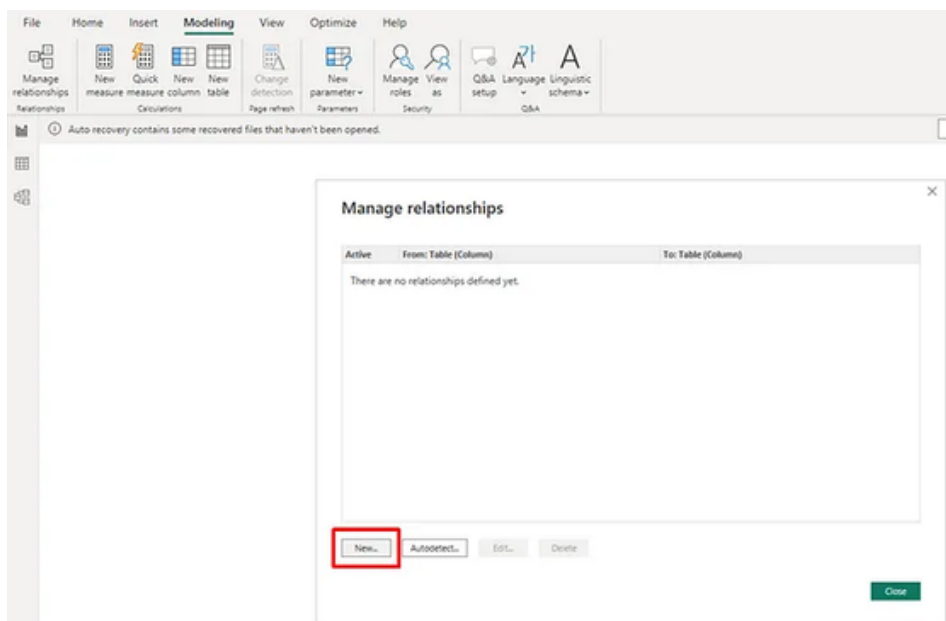 File Home Insert Modeling View Optimize Help
Manage relationships
New measure
Quick measure
New column
New table
Change detection
New parameter
Manage roles
View as
Q&A setup
Language
Linguistic schema
Relationships Calculations Page refresh Parameters Security Q&A
Auto recovery contains some recovered files that haven't been opened.
Manage relationships
Active From: Table (Column) To: Table (Column)
There are no relationships defined yet.
New... Autodetect... Edit... Delete
Close